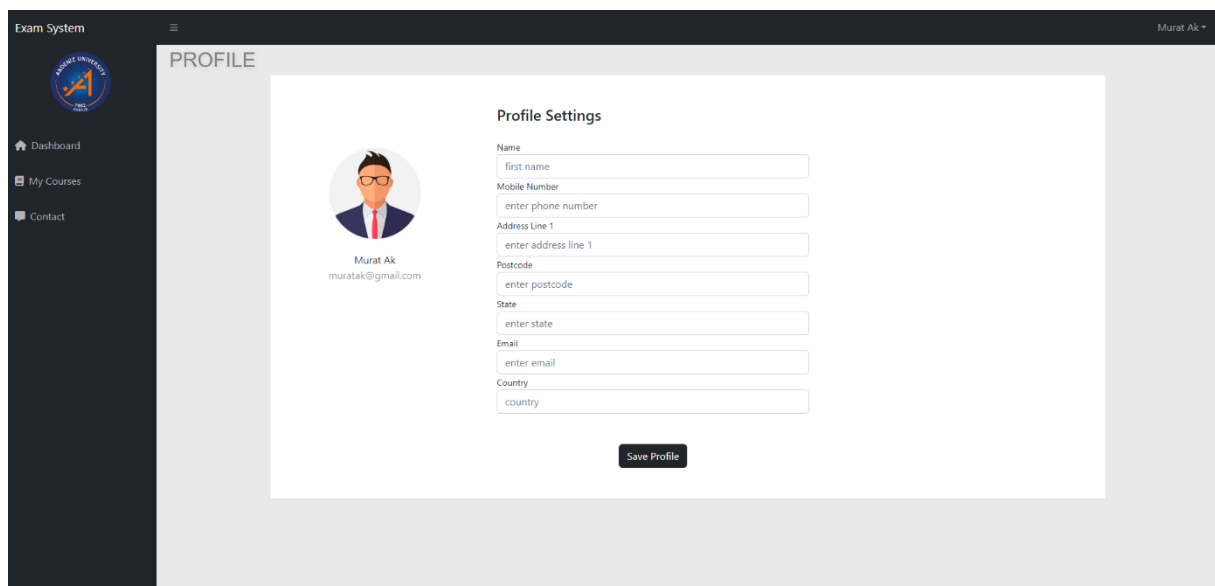 Exam System
Murat Ak
AKDENIZ UNIVERSITY
PROFILE
Dashboard
My Courses
Contact
Murat Ak
muratak@gmail.com
Profile Settings
Name
first name
Mobile Number
enter phone number
Address Line 1
enter address line 1
Postcode
enter postcode
State
enter state
Email
enter email
Country
country
Save Profile